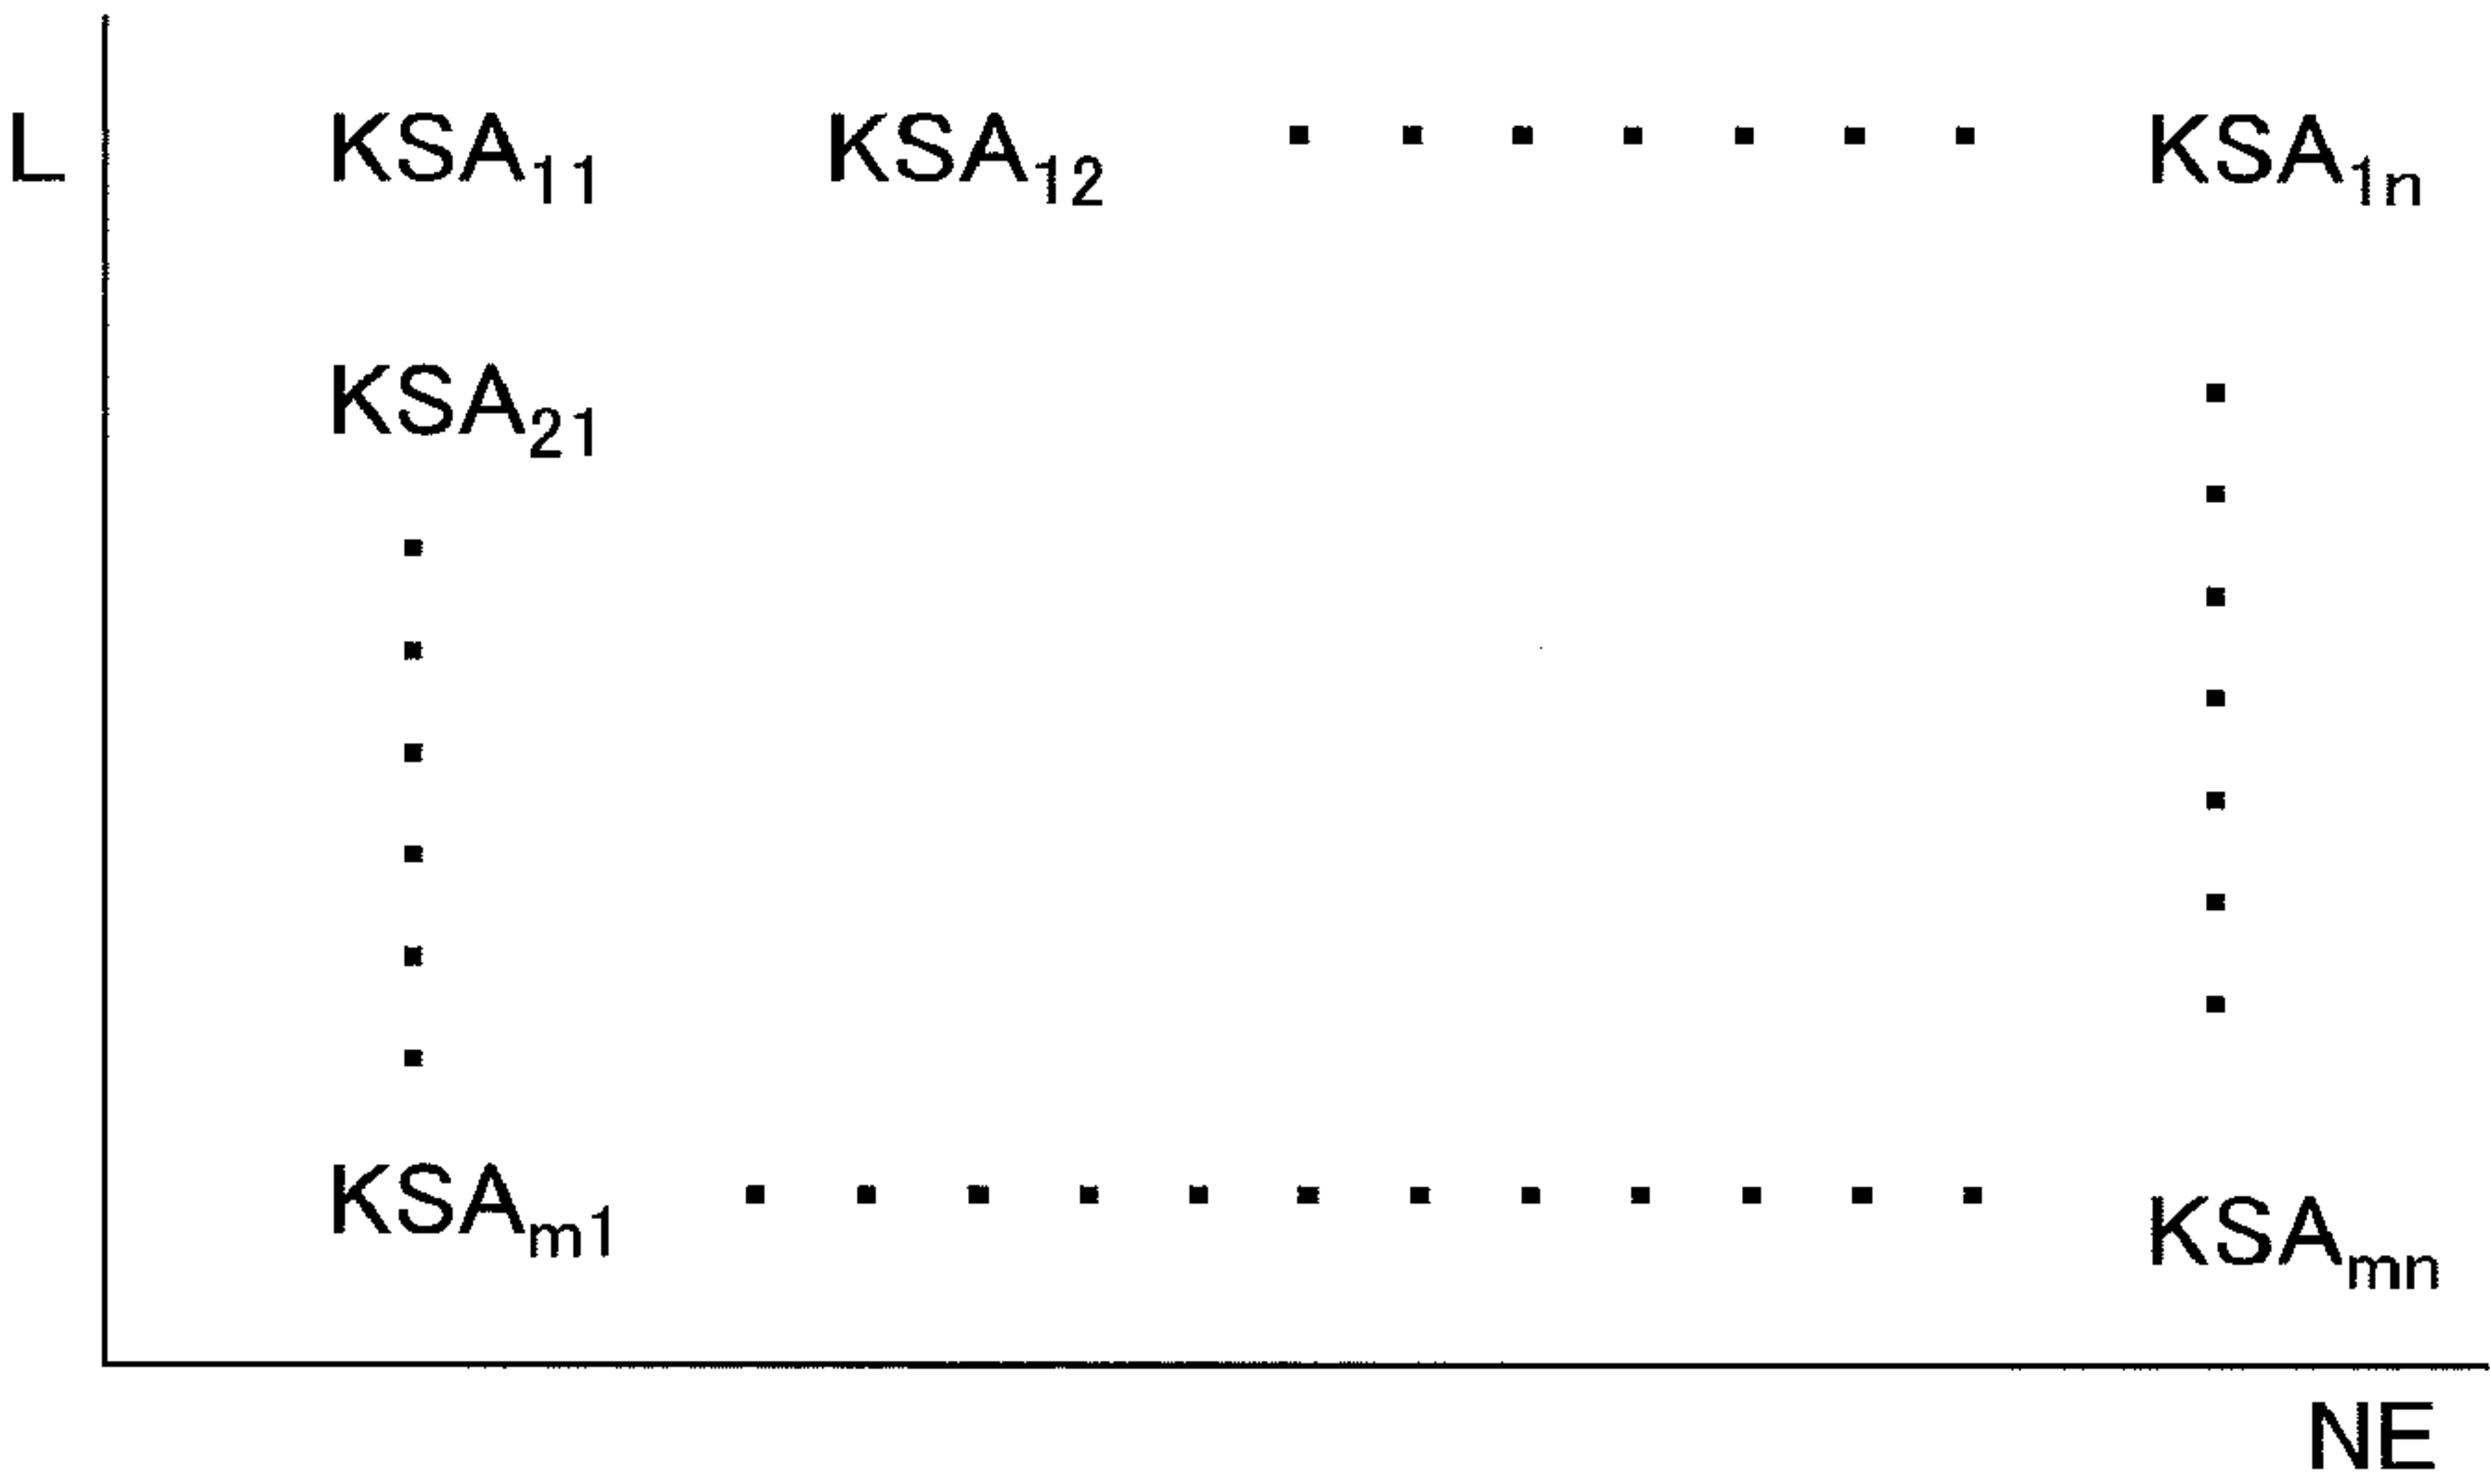 L KSA₁₁ KSA₁₂ ▪ ▪ ▪ ▪ ▪ ▪ ▪ KSA₁ₙ
KSA₂₁
KSAₘ₁ ▪ ▪ ▪ ▪ ▪ ▪ ▪ ▪ ▪ ▪ ▪ ▪ KSAₘₙ
NE